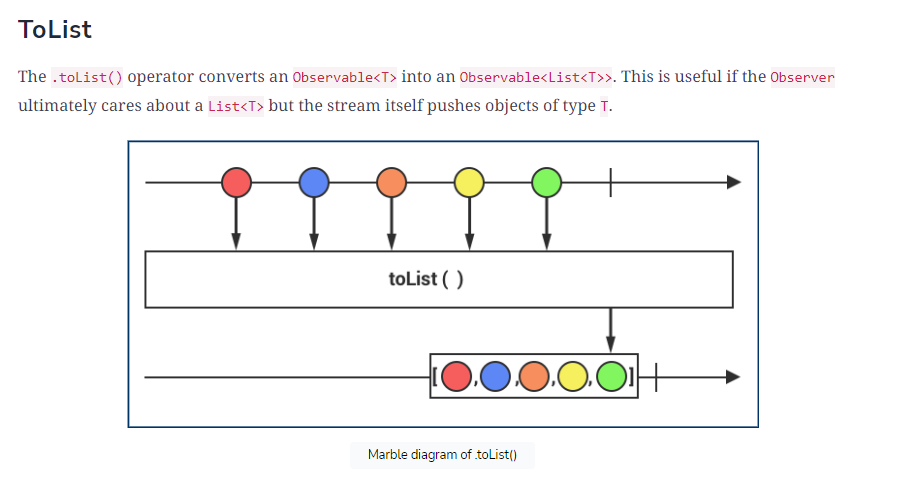 ToList
The .toList() operator converts an Observable<T> into an Observable<List<T>>. This is useful if the Observer
ultimately cares about a List<T> but the stream itself pushes objects of type T.
toList ( )
[ , , , , ]
Marble diagram of .toList()